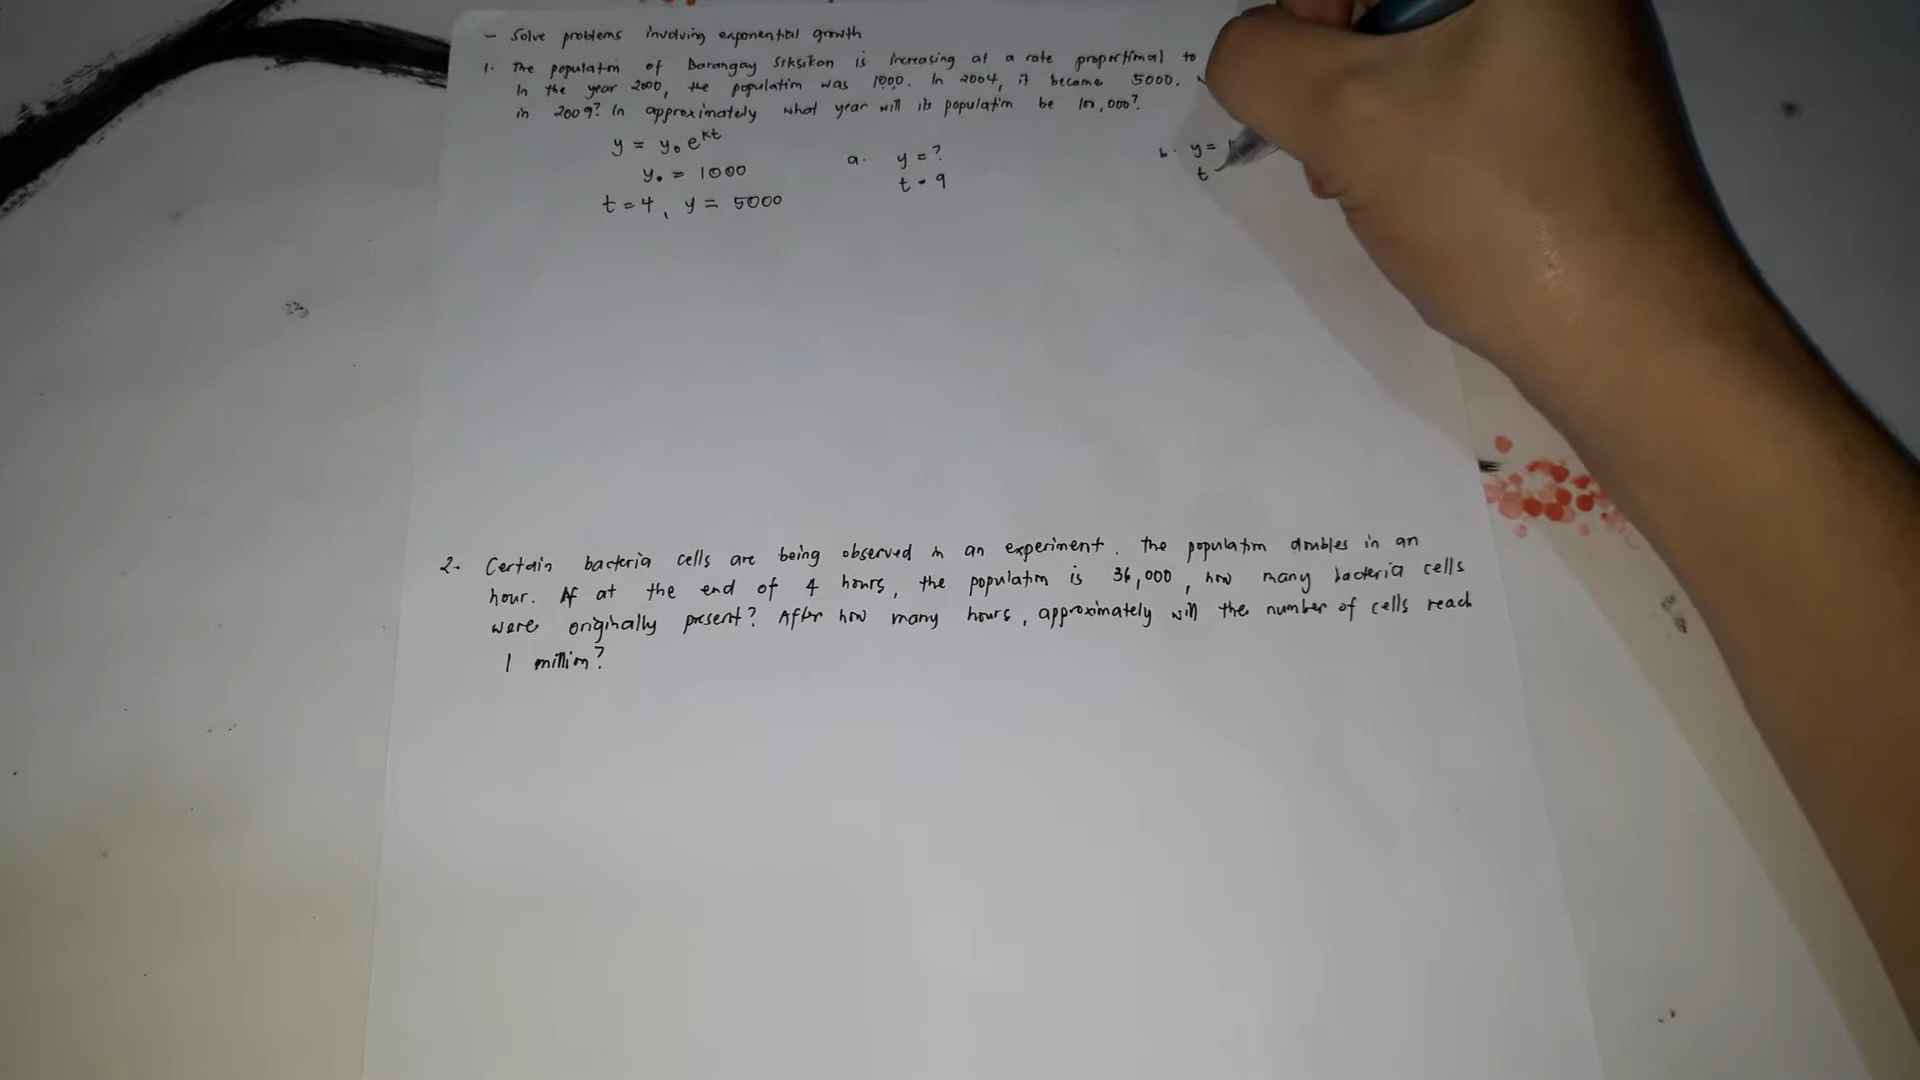 - Solve problems involving exponential growth
1. The population of Barangay Siksikan is increasing at a rate proportional to
In the year 2000, the population was 1000. In 2004, it became 5000.
in 2009? In approximately what year will its population be 100,000?
y = y₀ e^kt
y₀ = 1000
t = 4, y = 5000
a. y = ?
t = 9
b. y =
t
2. Certain bacteria cells are being observed in an experiment. The population doubles in an
hour. If at the end of 4 hours, the population is 36,000, how many bacteria cells
were originally present? After how many hours, approximately will the number of cells reach
1 million?